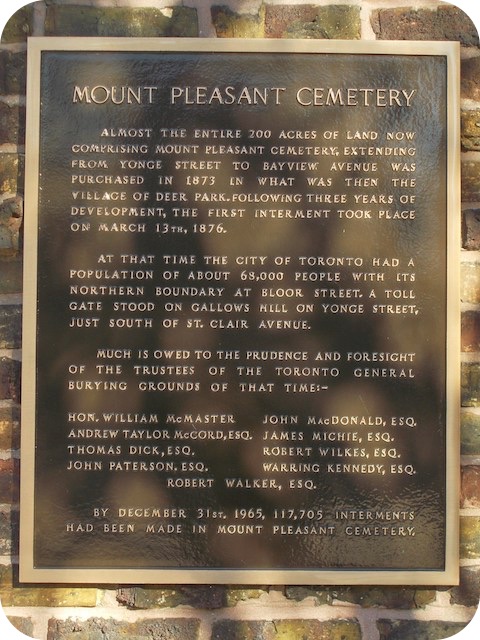 MOUNT PLEASANT CEMETERY
ALMOST THE ENTIRE 200 ACRES OF LAND NOW
COMPRISING MOUNT PLEASANT CEMETERY, EXTENDING
FROM YONGE STREET TO BAYVIEW AVENUE WAS
PURCHASED IN 1873 IN WHAT WAS THEN THE
VILLAGE OF DEER PARK. FOLLOWING THREE YEARS OF
DEVELOPMENT, THE FIRST INTERMENT TOOK PLACE
ON MARCH 13TH, 1876.
AT THAT TIME THE CITY OF TORONTO HAD A
POPULATION OF ABOUT 68,000 PEOPLE WITH ITS
NORTHERN BOUNDARY AT BLOOR STREET. A TOLL
GATE STOOD ON GALLOWS HILL ON YONGE STREET,
JUST SOUTH OF ST. CLAIR AVENUE.
MUCH IS OWED TO THE PRUDENCE AND FORESIGHT
OF THE TRUSTEES OF THE TORONTO GENERAL
BURYING GROUNDS OF THAT TIME:-
HON. WILLIAM McMASTER JOHN MACDONALD, ESQ.
ANDREW TAYLOR McCORD, ESQ. JAMES MICHIE, ESQ.
THOMAS DICK, ESQ. ROBERT WILKES, ESQ.
JOHN PATERSON, ESQ. WARRING KENNEDY, ESQ.
ROBERT WALKER, ESQ.
BY DECEMBER 31ST, 1965, 117,705 INTERMENTS
HAD BEEN MADE IN MOUNT PLEASANT CEMETERY.